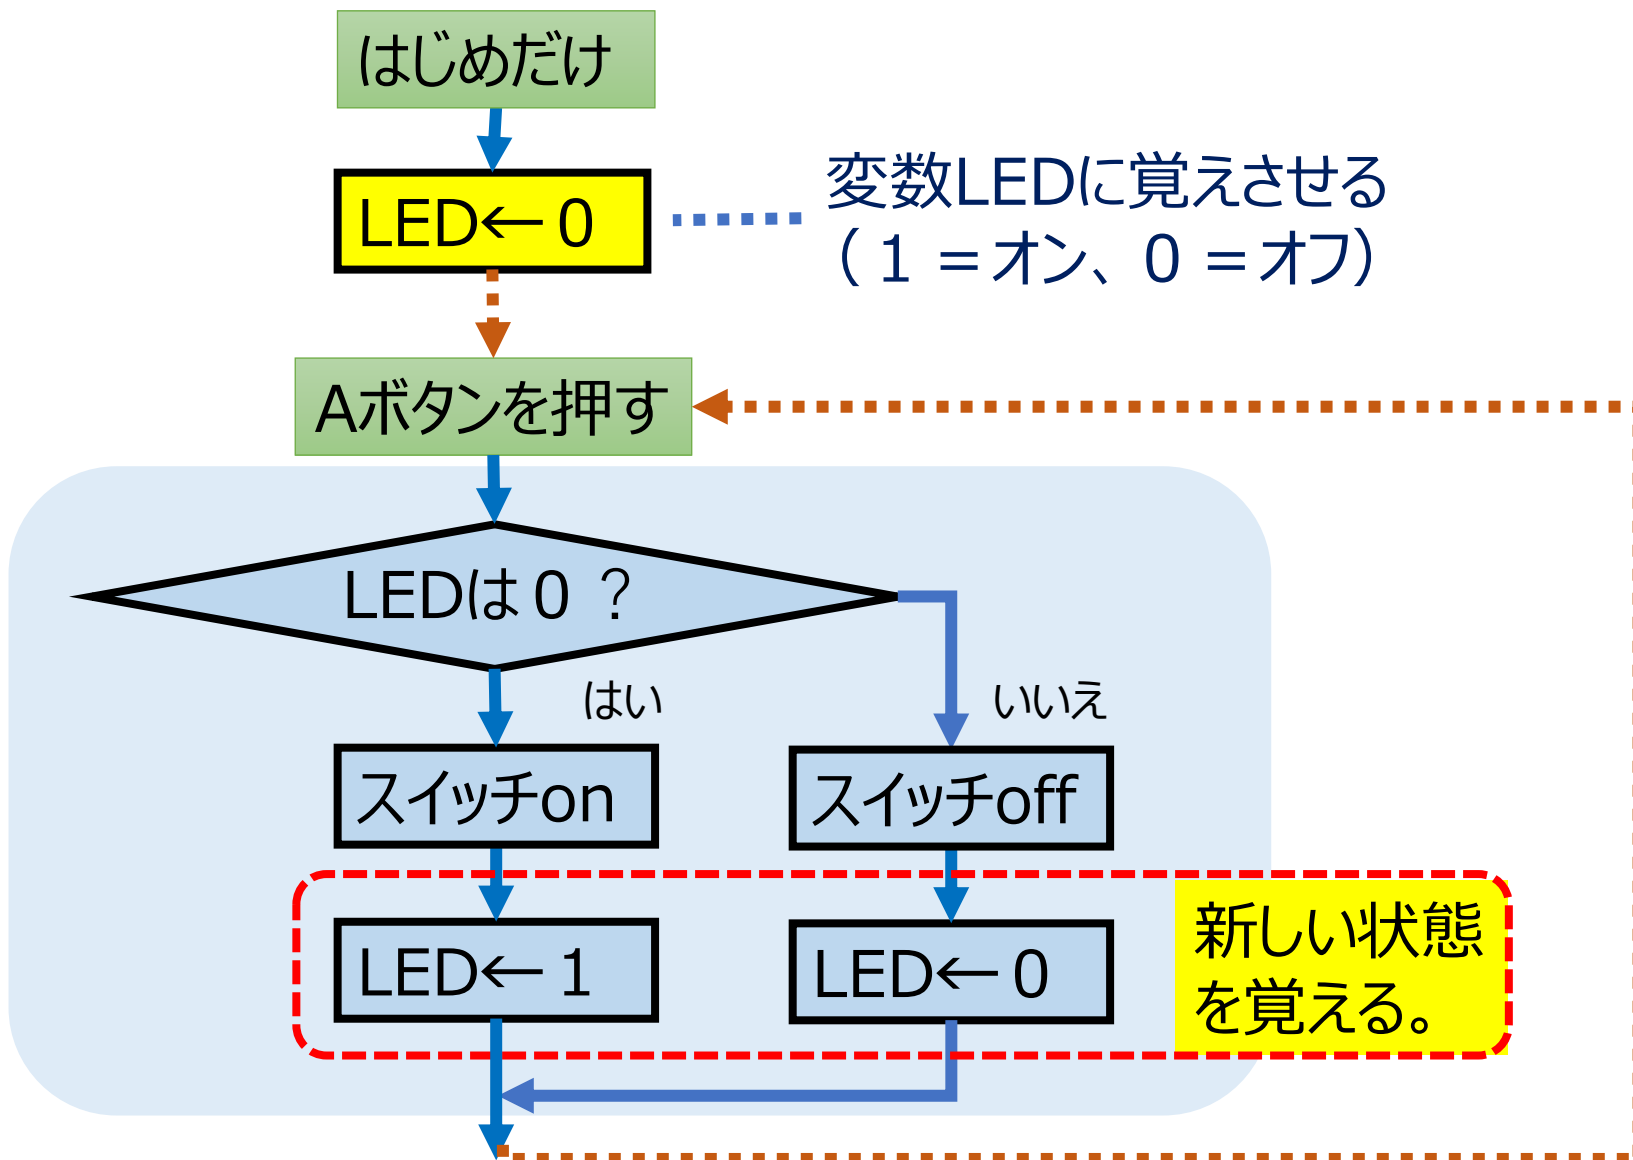 はじめだけ
LED←０
変数LEDに覚えさせる
（１＝オン、０＝オフ）
Aボタンを押す
LEDは０？
はい
いいえ
スイッチon
スイッチoff
LED←１
LED←０
新しい状態
を覚える。